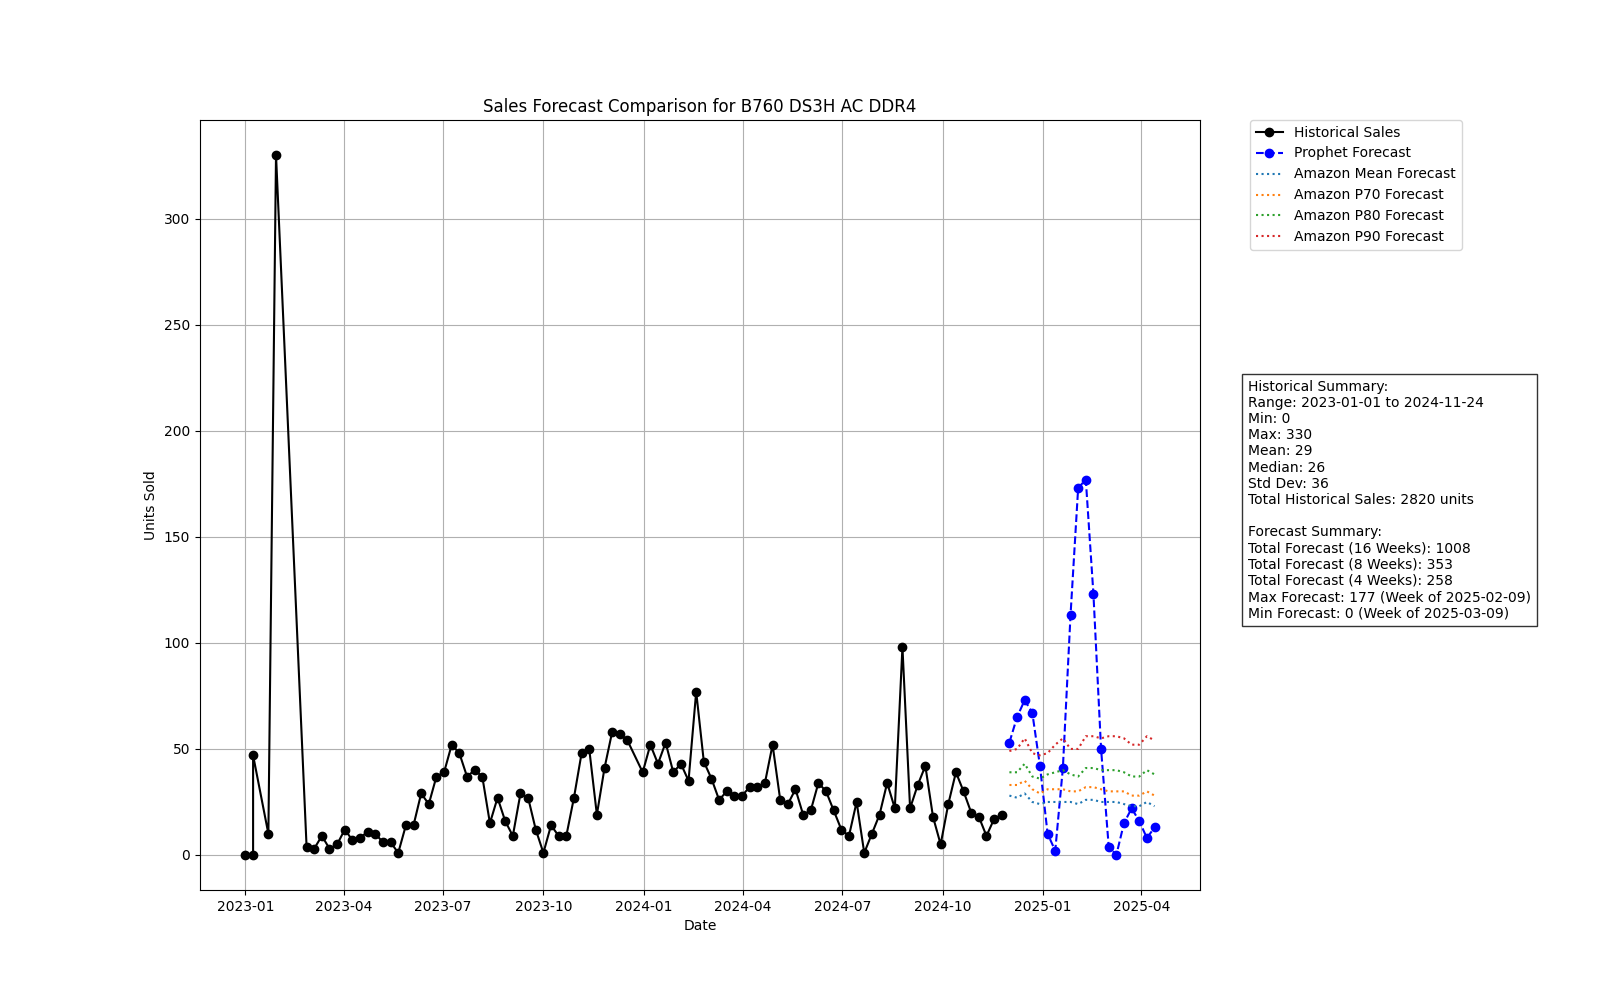 Sales Forecast Comparison for B760 DS3H AC DDR4
Historical Sales
Prophet Forecast
Amazon Mean Forecast
Amazon P70 Forecast
Amazon P80 Forecast
Amazon P90 Forecast
300
250
200
150
100
50
0
Units Sold
2023-01
2023-04
2023-07
2023-10
2024-01
2024-04
2024-07
2024-10
2025-01
2025-04
Date
Historical Summary:
Range: 2023-01-01 to 2024-11-24
Min: 0
Max: 330
Mean: 29
Median: 26
Std Dev: 36
Total Historical Sales: 2820 units
Forecast Summary:
Total Forecast (16 Weeks): 1008
Total Forecast (8 Weeks): 353
Total Forecast (4 Weeks): 258
Max Forecast: 177 (Week of 2025-02-09)
Min Forecast: 0 (Week of 2025-03-09)